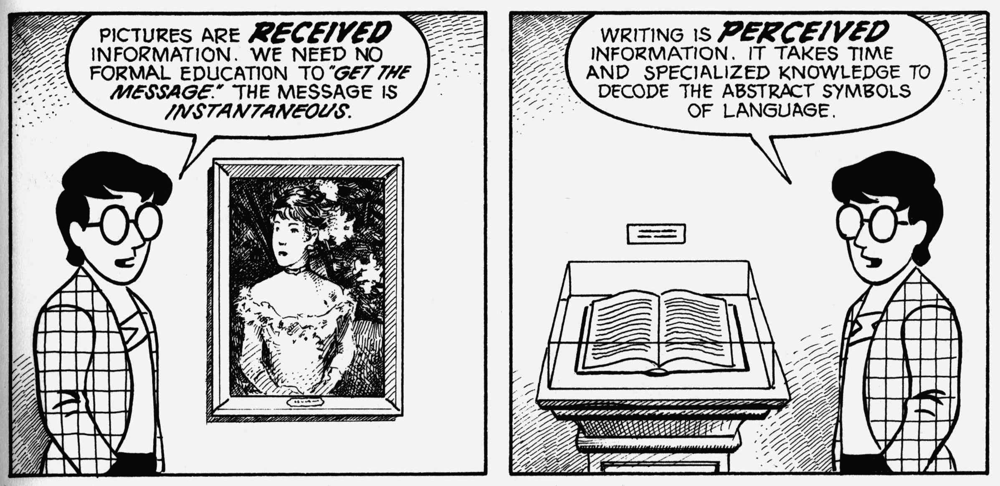 PICTURES ARE RECEIVED
INFORMATION. WE NEED NO
FORMAL EDUCATION TO "GET THE
MESSAGE." THE MESSAGE IS
INSTANTANEOUS.
WRITING IS PERCEIVED
INFORMATION. IT TAKES TIME
AND SPECIALIZED KNOWLEDGE TO
DECODE THE ABSTRACT SYMBOLS
OF LANGUAGE.